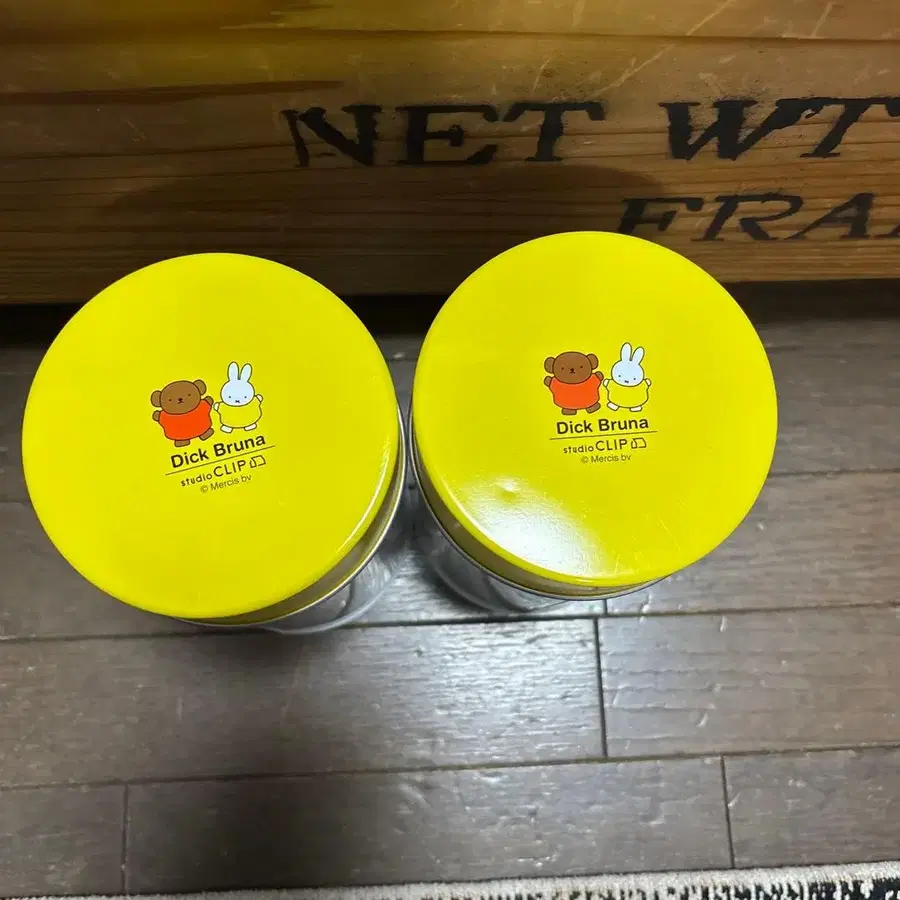 NET WT
FRA
Dick Bruna
studio CLIP
© Mercis bv
Dick Bruna
studio CLIP
© Mercis bv